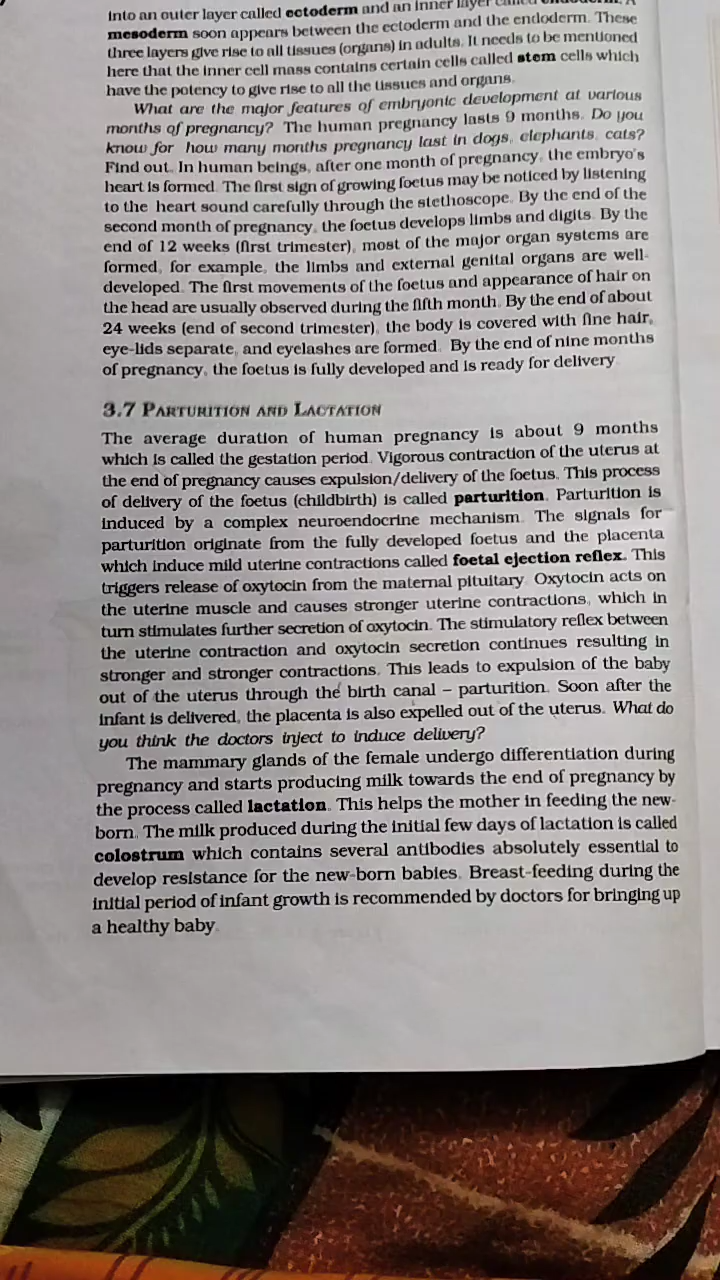 into an outer layer called ectoderm and an inner layer called endoderm. A
mesoderm soon appears between the ectoderm and the endoderm. These
three layers give rise to all tissues (organs) in adults. It needs to be mentioned
here that the inner cell mass contains certain cells called stem cells which
have the potency to give rise to all the tissues and organs.
What are the major features of embryonic development at various
months of pregnancy? The human pregnancy lasts 9 months. Do you
know for how many months pregnancy last in dogs, elephants, cats?
Find out. In human beings, after one month of pregnancy, the embryo's
heart is formed. The first sign of growing foetus may be noticed by listening
to the heart sound carefully through the stethoscope. By the end of the
second month of pregnancy, the foetus develops limbs and digits. By the
end of 12 weeks (first trimester), most of the major organ systems are
formed, for example, the limbs and external genital organs are well-
developed. The first movements of the foetus and appearance of hair on
the head are usually observed during the fifth month. By the end of about
24 weeks (end of second trimester), the body is covered with fine hair,
eye-lids separate, and eyelashes are formed. By the end of nine months
of pregnancy, the foetus is fully developed and is ready for delivery.
3.7 PARTURITION AND LACTATION
The average duration of human pregnancy is about 9 months
which is called the gestation period. Vigorous contraction of the uterus at
the end of pregnancy causes expulsion/delivery of the foetus. This process
of delivery of the foetus (childbirth) is called parturition. Parturition is
induced by a complex neuroendocrine mechanism. The signals for
parturition originate from the fully developed foetus and the placenta
which induce mild uterine contractions called foetal ejection reflex. This
triggers release of oxytocin from the maternal pituitary. Oxytocin acts on
the uterine muscle and causes stronger uterine contractions, which in
turn stimulates further secretion of oxytocin. The stimulatory reflex between
the uterine contraction and oxytocin secretion continues resulting in
stronger and stronger contractions. This leads to expulsion of the baby
out of the uterus through the birth canal – parturition. Soon after the
infant is delivered, the placenta is also expelled out of the uterus. What do
you think the doctors inject to induce delivery?
The mammary glands of the female undergo differentiation during
pregnancy and starts producing milk towards the end of pregnancy by
the process called lactation. This helps the mother in feeding the new-
born. The milk produced during the initial few days of lactation is called
colostrum which contains several antibodies absolutely essential to
develop resistance for the new-born babies. Breast-feeding during the
initial period of infant growth is recommended by doctors for bringing up
a healthy baby.